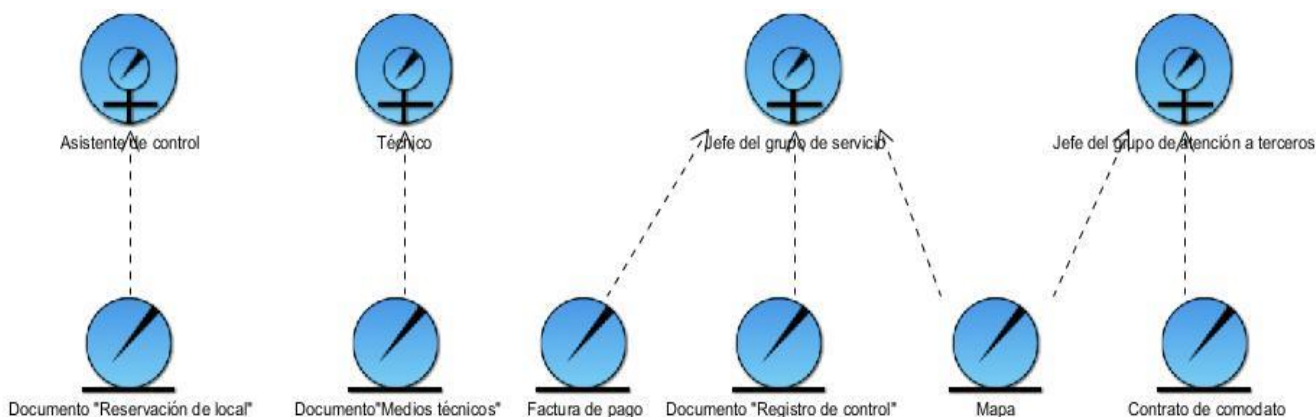 Asistente de control
Técnico
Jefe del grupo de servicio
Jefe del grupo de atención a terceros
Documento "Reservación de local"
Documento"Medios técnicos"
Factura de pago
Documento "Registro de control"
Mapa
Contrato de comodato